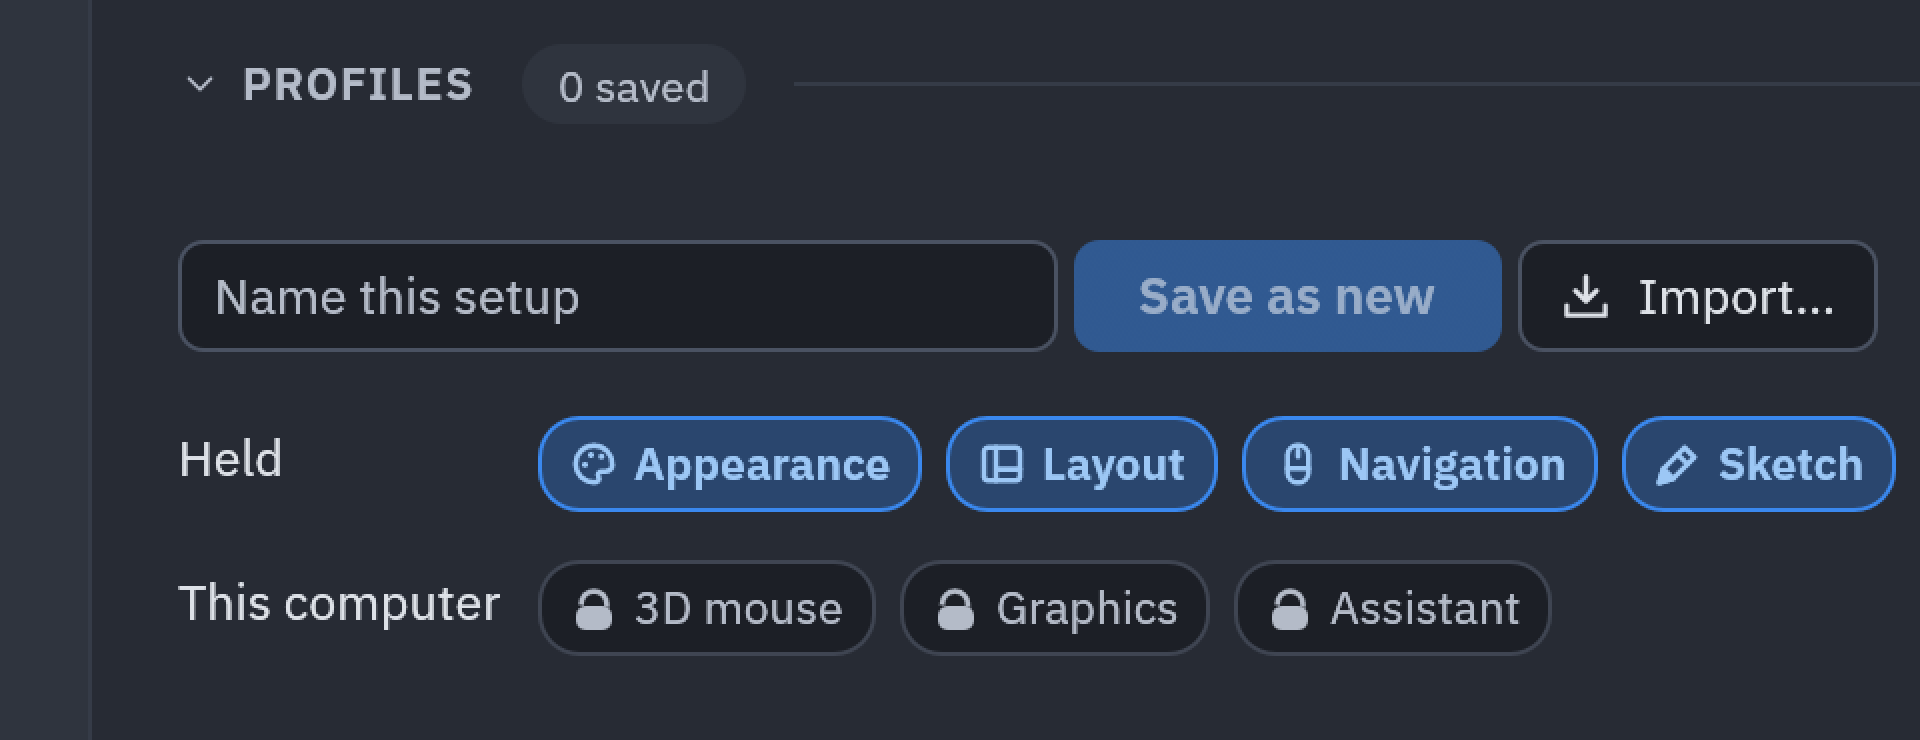 PROFILES 0 saved
Name this setup Save as new Import...
Held Appearance Layout Navigation Sketch
This computer 3D mouse Graphics Assistant